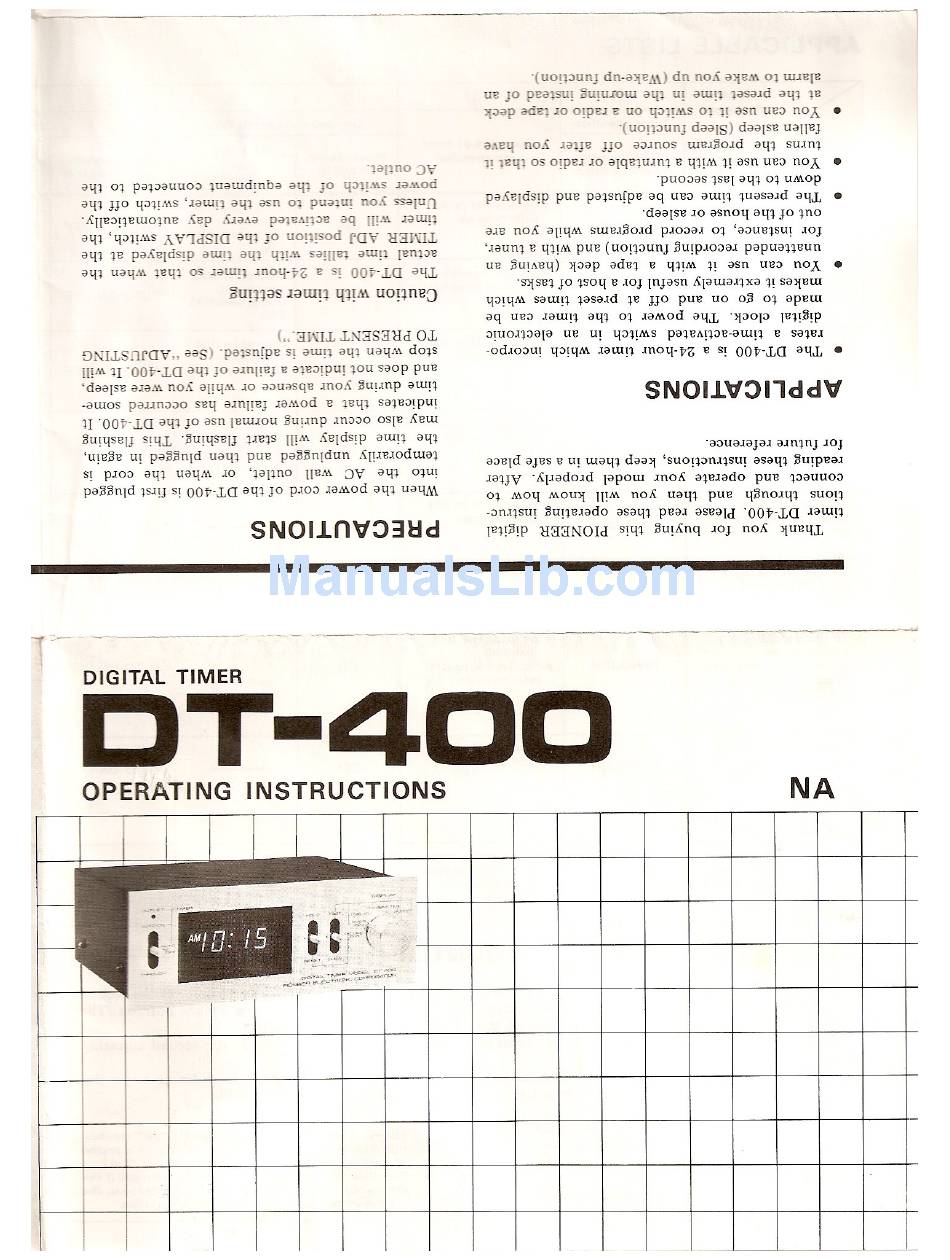 Thank you for buying this PIONEER digital
timer DT-400. Please read these operating instruc-
tions through and then you will know how to
connect and operate your model properly. After
reading these instructions, keep them in a safe place
for future reference.
APPLICATIONS
● The DT-400 is a 24-hour timer which incorpo-
rates a time-activated switch in an electronic
digital clock. The power to the timer can be
made to go on and off at preset times which
makes it extremely useful for a host of tasks.
● You can use it with a tape deck (having an
unattended recording function) and with a tuner,
for instance, to record programs while you are
out of the house or asleep.
● The present time can be adjusted and displayed
down to the last second.
● You can use it with a turntable or radio so that it
turns the program source off after you have
fallen asleep (Sleep function).
● You can use it to switch on a radio or tape deck
at the preset time in the morning instead of an
alarm to wake you up (Wake-up function).
PRECAUTIONS
When the power cord of the DT-400 is first plugged
into the AC wall outlet, or when the cord is
temporarily unplugged and then plugged in again,
the time display will start flashing. This flashing
may also occur during normal use of the DT-400. It
indicates that a power failure has occurred some-
time during your absence or while you were asleep,
and does not indicate a failure of the DT-400. It will
stop when the time is adjusted. (See "ADJUSTING
TO PRESENT TIME.")
Caution with timer setting
The DT-400 is a 24-hour timer so that when the
actual time tallies with the time displayed at the
TIMER ADJ position of the DISPLAY switch, the
timer will be activated every day automatically.
Unless you intend to use the timer, switch off the
power switch of the equipment connected to the
AC outlet.
APPLICABLE LISTS
ManualsLib.com
DIGITAL TIMER
DT-400
OPERATING INSTRUCTIONS
NA
AM 10:15
DIGITAL TIMER MODEL DT-400
PIONEER ELECTRONIC CORPORATION